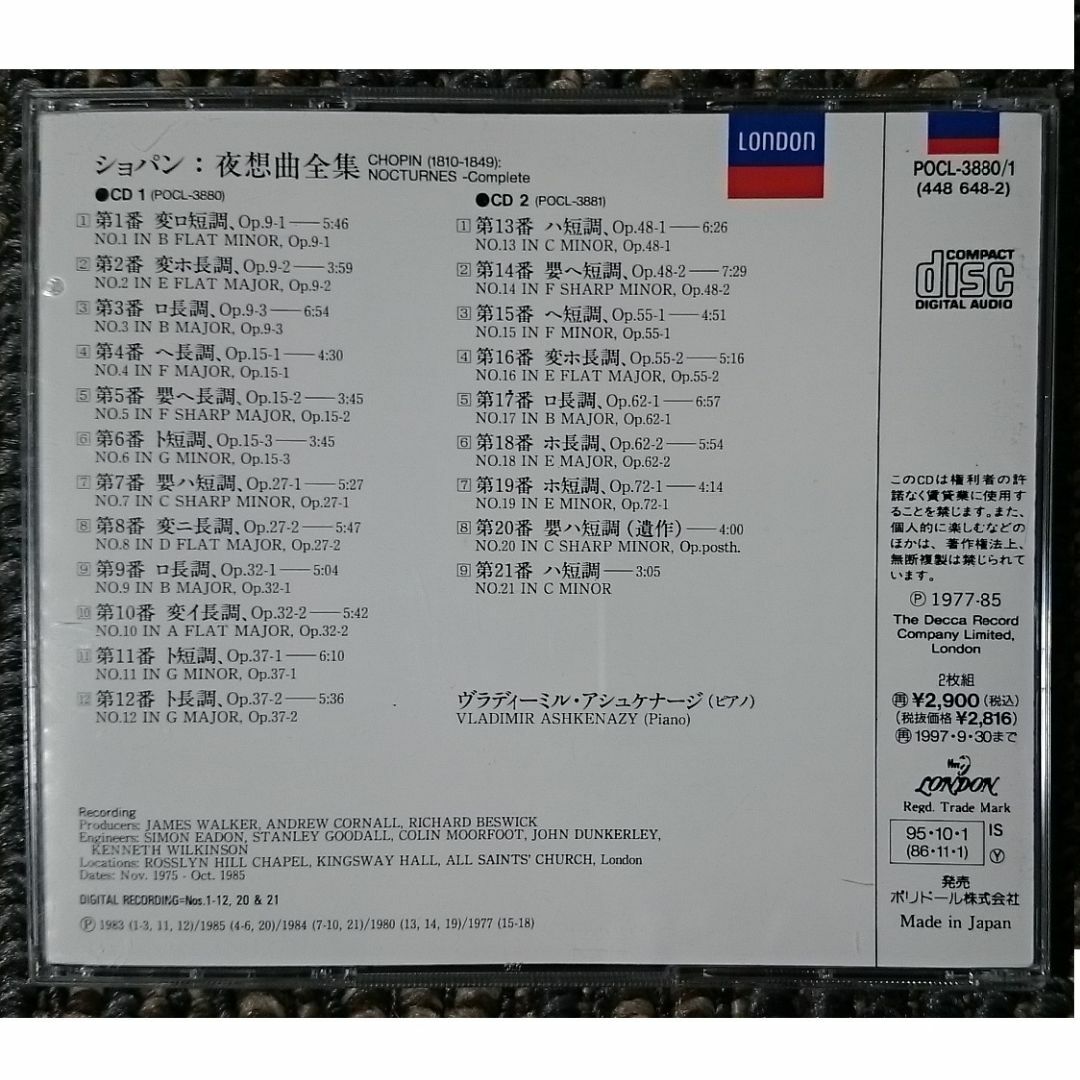 ショパン：夜想曲全集 CHOPIN (1810-1849):
NOCTURNES -Complete
●CD 1 (POCL-3880)
1 第1番 変ロ短調、Op.9-1——5:46
NO.1 IN B FLAT MINOR, Op.9-1
2 第2番 変ホ長調、Op.9-2——3:59
NO.2 IN E FLAT MAJOR, Op.9-2
3 第3番 ロ長調、Op.9-3——6:54
NO.3 IN B MAJOR, Op.9-3
4 第4番 ヘ長調、Op.15-1——4:30
NO.4 IN F MAJOR, Op.15-1
5 第5番 嬰ヘ長調、Op.15-2——3:45
NO.5 IN F SHARP MAJOR, Op.15-2
6 第6番 ト短調、Op.15-3——3:45
NO.6 IN G MINOR, Op.15-3
7 第7番 嬰ハ短調、Op.27-1——5:27
NO.7 IN C SHARP MINOR, Op.27-1
8 第8番 変ニ長調、Op.27-2——5:47
NO.8 IN D FLAT MAJOR, Op.27-2
9 第9番 ロ長調、Op.32-1——5:04
NO.9 IN B MAJOR, Op.32-1
10 第10番 変イ長調、Op.32-2——5:42
NO.10 IN A FLAT MAJOR, Op.32-2
11 第11番 ト短調、Op.37-1——6:10
NO.11 IN G MINOR, Op.37-1
12 第12番 ト長調、Op.37-2——5:36
NO.12 IN G MAJOR, Op.37-2
●CD 2 (POCL-3881)
1 第13番 ハ短調、Op.48-1——6:26
NO.13 IN C MINOR, Op.48-1
2 第14番 嬰ヘ短調、Op.48-2——7:29
NO.14 IN F SHARP MINOR, Op.48-2
3 第15番 ヘ短調、Op.55-1——4:51
NO.15 IN F MINOR, Op.55-1
4 第16番 変ホ長調、Op.55-2——5:16
NO.16 IN E FLAT MAJOR, Op.55-2
5 第17番 ロ長調、Op.62-1——6:57
NO.17 IN B MAJOR, Op.62-1
6 第18番 ホ長調、Op.62-2——5:54
NO.18 IN E MAJOR, Op.62-2
7 第19番 ホ短調、Op.72-1——4:14
NO.19 IN E MINOR, Op.72-1
8 第20番 嬰ハ短調（遺作）——4:00
NO.20 IN C SHARP MINOR, Op.posth.
9 第21番 ハ短調——3:05
NO.21 IN C MINOR
ヴラディーミル・アシュケナージ（ピアノ）
VLADIMIR ASHKENAZY (Piano)
Recording
Producers: JAMES WALKER, ANDREW CORNALL, RICHARD BESWICK
Engineers: SIMON EADON, STANLEY GOODALL, COLIN MOORFOOT, JOHN DUNKERLEY,
KENNETH WILKINSON
Locations: ROSSLYN HILL CHAPEL, KINGSWAY HALL, ALL SAINTS' CHURCH, London
Dates: Nov. 1975 - Oct. 1985
DIGITAL RECORDING=Nos.1-12, 20 & 21
Ⓟ 1983 (1-3, 11, 12)/1985 (4-6, 20)/1984 (7-10, 21)/1980 (13, 14, 19)/1977 (15-18)
LONDON
POCL-3880/1
(448 648-2)
COMPACT
disc
DIGITAL AUDIO
このCDは権利者の許
諾なく賃貸業に使用す
ることを禁じます。また、
個人的に楽しむなどの
ほかは、著作権法上、
無断複製は禁じられて
います。
Ⓟ 1977-85
The Decca Record
Company Limited,
London
2枚組
㊖¥2,900（税込）
（税抜価格 ¥2,816）
㊖1997・9・30まで
LONDON
Regd. Trade Mark
95・10・1
(86・11・1)
IS
Ⓨ
発売
ポリドール株式会社
Made in Japan